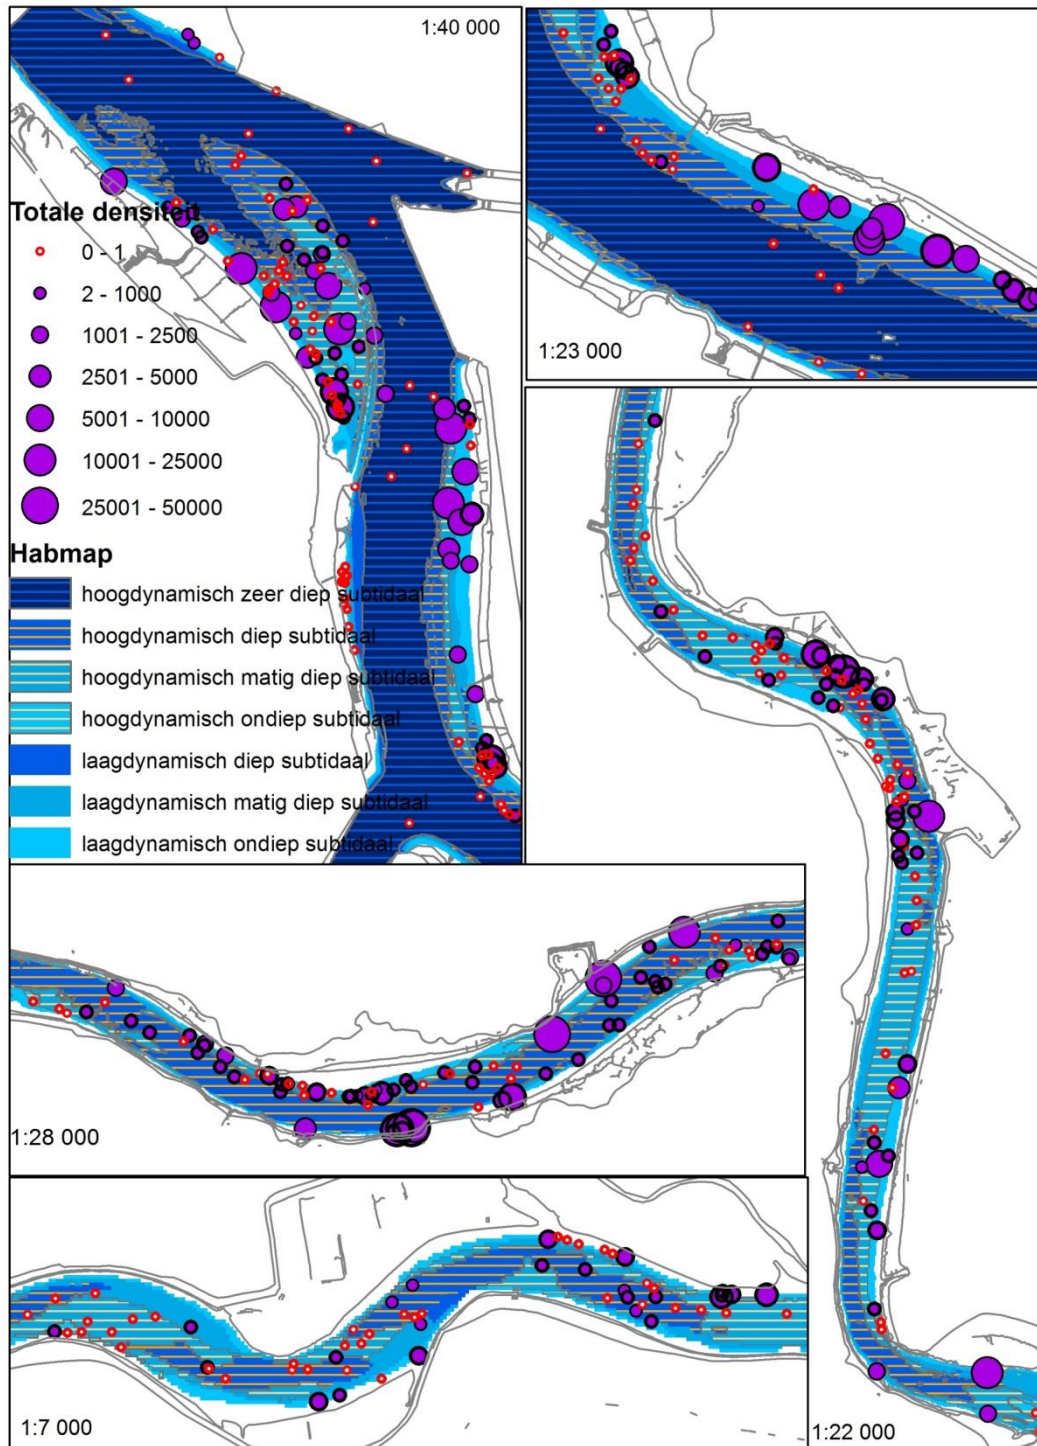 1:40 000
Totale densiteit
0 - 1
2 - 1000
1001 - 2500
2501 - 5000
5001 - 10000
10001 - 25000
25001 - 50000
Habmap
hoogdynamisch zeer diep subtidaal
hoogdynamisch diep subtidaal
hoogdynamisch matig diep subtidaal
hoogdynamisch ondiep subtidaal
laagdynamisch diep subtidaal
laagdynamisch matig diep subtidaal
laagdynamisch ondiep subtidaal
1:23 000
1:28 000
1:7 000
1:22 000